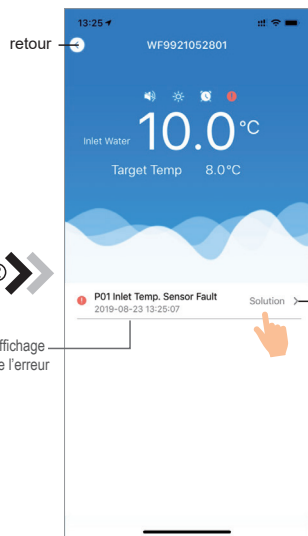 13:25
retour
WF9921052801
Inlet Water
10.0°C
Target Temp 8.0°C
P01 Inlet Temp. Sensor Fault
Solution
2019-08-23 13:25:07
ffichage
e l'erreur